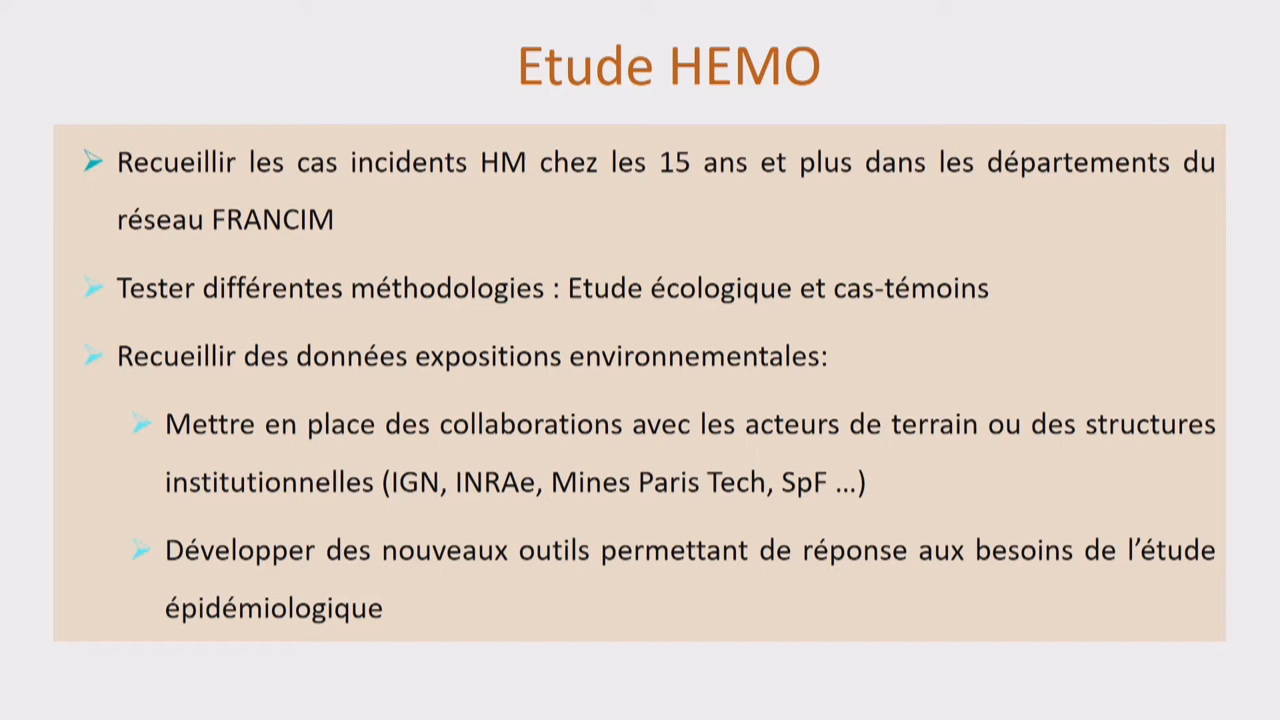 Etude HEMO
Recueillir les cas incidents HM chez les 15 ans et plus dans les départements du
réseau FRANCIM
Tester différentes méthodologies : Etude écologique et cas-témoins
Recueillir des données expositions environnementales:
Mettre en place des collaborations avec les acteurs de terrain ou des structures
institutionnelles (IGN, INRAe, Mines Paris Tech, SpF ...)
Développer des nouveaux outils permettant de réponse aux besoins de l’étude
épidémiologique